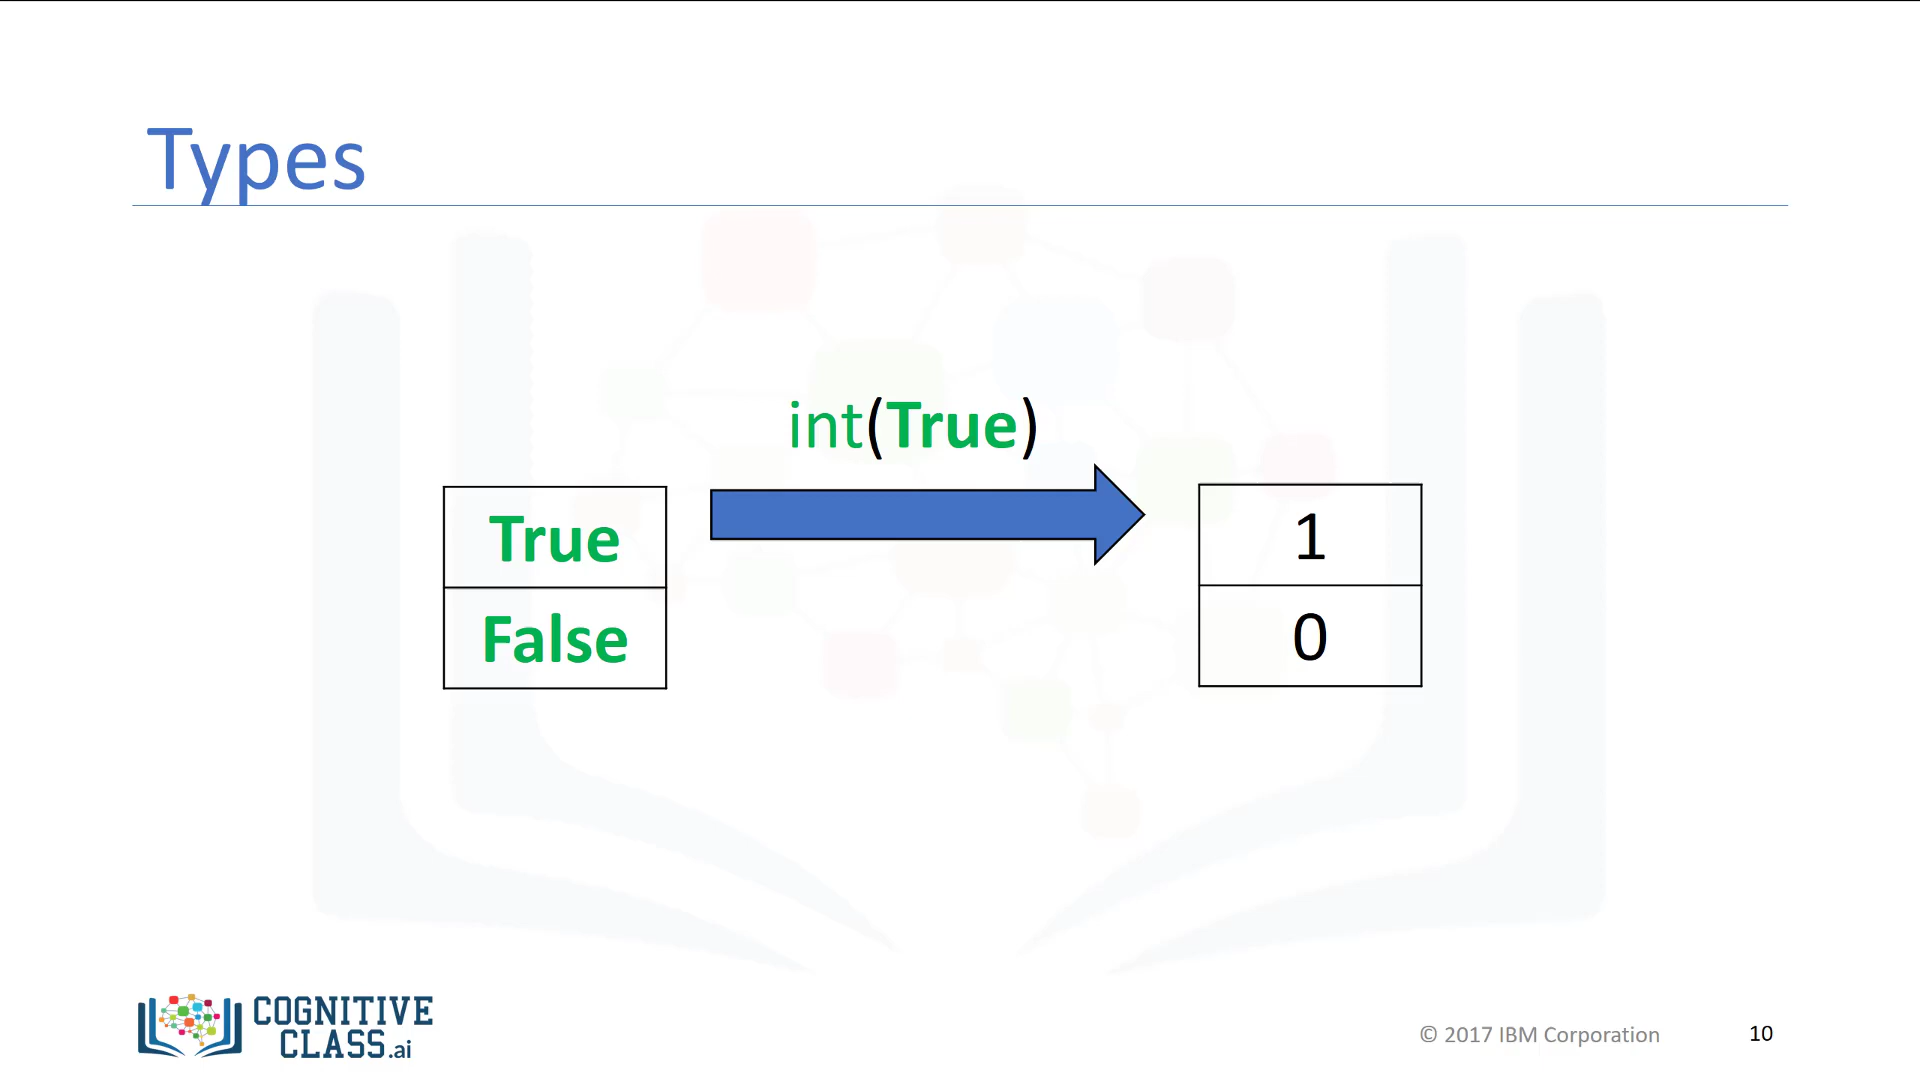 Types
int(True)
True
1
False
0
COGNITIVE
CLASS.ai
© 2017 IBM Corporation
10